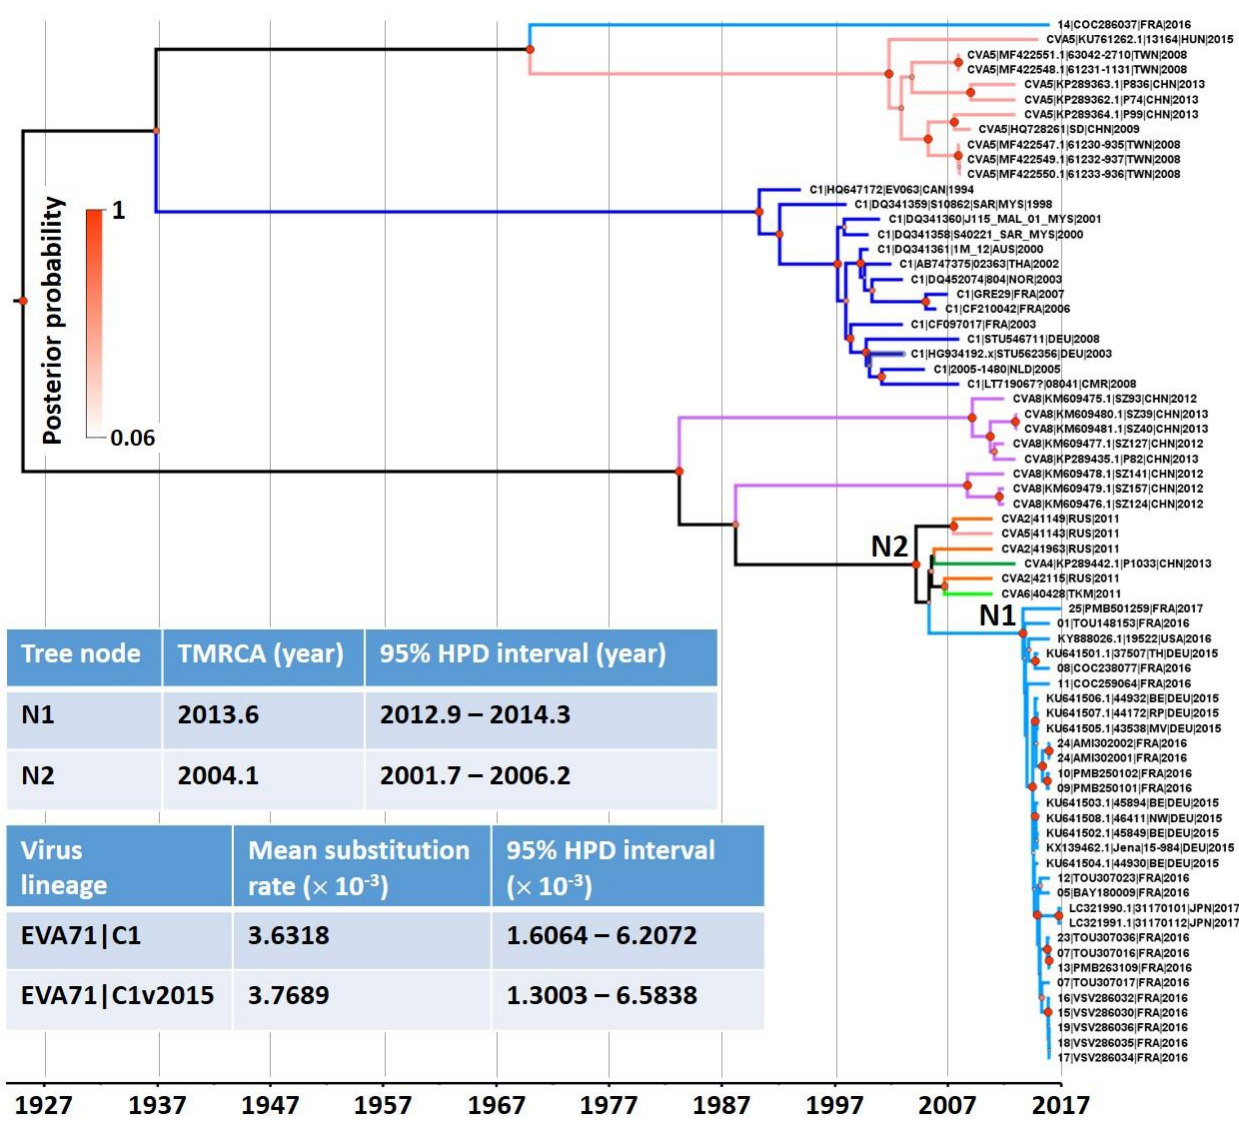 14|COC286037|FRA|2016
CVA5|KU761262.1|13164|HUN|2015
CVA5|MF422551.1|63042-2710|TWN|2008
CVA5|MF422548.1|61231-1131|TWN|2008
CVA5|KP289363.1|P836|CHN|2013
CVA5|KP289362.1|P74|CHN|2013
CVA5|KP289364.1|P99|CHN|2013
CVA5|HQ728261|SD|CHN|2009
CVA5|MF422547.1|61230-935|TWN|2008
CVA5|MF422549.1|61232-937|TWN|2008
CVA5|MF422550.1|61233-936|TWN|2008
C1|HQ647172|EV063|CAN|1994
C1|DQ341359|S10862|SAR|MYS|1998
C1|DQ341360|J115_MAL_01_MYS|2001
C1|DQ341358|S40221_SAR_MYS|2000
C1|DQ341361|1M_12|AUS|2000
C1|AB747375|02363|THA|2002
C1|DQ452074|804|NOR|2003
C1|GRE29|FRA|2007
C1|CF210042|FRA|2006
C1|CF097017|FRA|2003
C1|STU546711|DEU|2008
C1|HG934192.x|STU562356|DEU|2003
C1|2005-1480|NLD|2005
C1|LT719067?|08041|CMR|2008
CVA8|KM609475.1|SZ93|CHN|2012
CVA8|KM609480.1|SZ39|CHN|2013
CVA8|KM609481.1|SZ40|CHN|2013
CVA8|KM609477.1|SZ127|CHN|2012
CVA8|KP289435.1|P82|CHN|2013
CVA8|KM609478.1|SZ141|CHN|2012
CVA8|KM609479.1|SZ157|CHN|2012
CVA8|KM609476.1|SZ124|CHN|2012
CVA2|41149|RUS|2011
CVA5|41143|RUS|2011
CVA2|41963|RUS|2011
CVA4|KP289442.1|P1033|CHN|2013
CVA2|42115|RUS|2011
CVA6|40428|TKM|2011
25|PMB501259|FRA|2017
01|TOU148153|FRA|2016
KY888026.1|19522|USA|2016
KU641501.1|37507|TH|DEU|2015
08|COC238077|FRA|2016
11|COC259064|FRA|2016
KU641506.1|44932|BE|DEU|2015
KU641507.1|44172|RP|DEU|2015
KU641505.1|43538|MV|DEU|2015
24|AMI302002|FRA|2016
24|AMI302001|FRA|2016
10|PMB250102|FRA|2016
09|PMB250101|FRA|2016
KU641503.1|45894|BE|DEU|2015
KU641508.1|46411|NW|DEU|2015
KU641502.1|45849|BE|DEU|2015
KX139462.1|Jena|15-984|DEU|2015
KU641504.1|44930|BE|DEU|2015
12|TOU307023|FRA|2016
05|BAY180009|FRA|2016
LC321990.1|31170101|JPN|2017
LC321991.1|31170112|JPN|2017
23|TOU307036|FRA|2016
07|TOU307016|FRA|2016
13|PMB263109|FRA|2016
07|TOU307017|FRA|2016
16|VSV286032|FRA|2016
15|VSV286030|FRA|2016
19|VSV286036|FRA|2016
18|VSV286035|FRA|2016
17|VSV286034|FRA|2016
Posterior probability
1
0.06
N2
N1
Tree node TMRCA (year) 95% HPD interval (year)
N1 2013.6 2012.9 – 2014.3
N2 2004.1 2001.7 – 2006.2
Virus lineage Mean substitution rate (× 10-3) 95% HPD interval (× 10-3)
EVA71|C1 3.6318 1.6064 – 6.2072
EVA71|C1v2015 3.7689 1.3003 – 6.5838
1927 1937 1947 1957 1967 1977 1987 1997 2007 2017